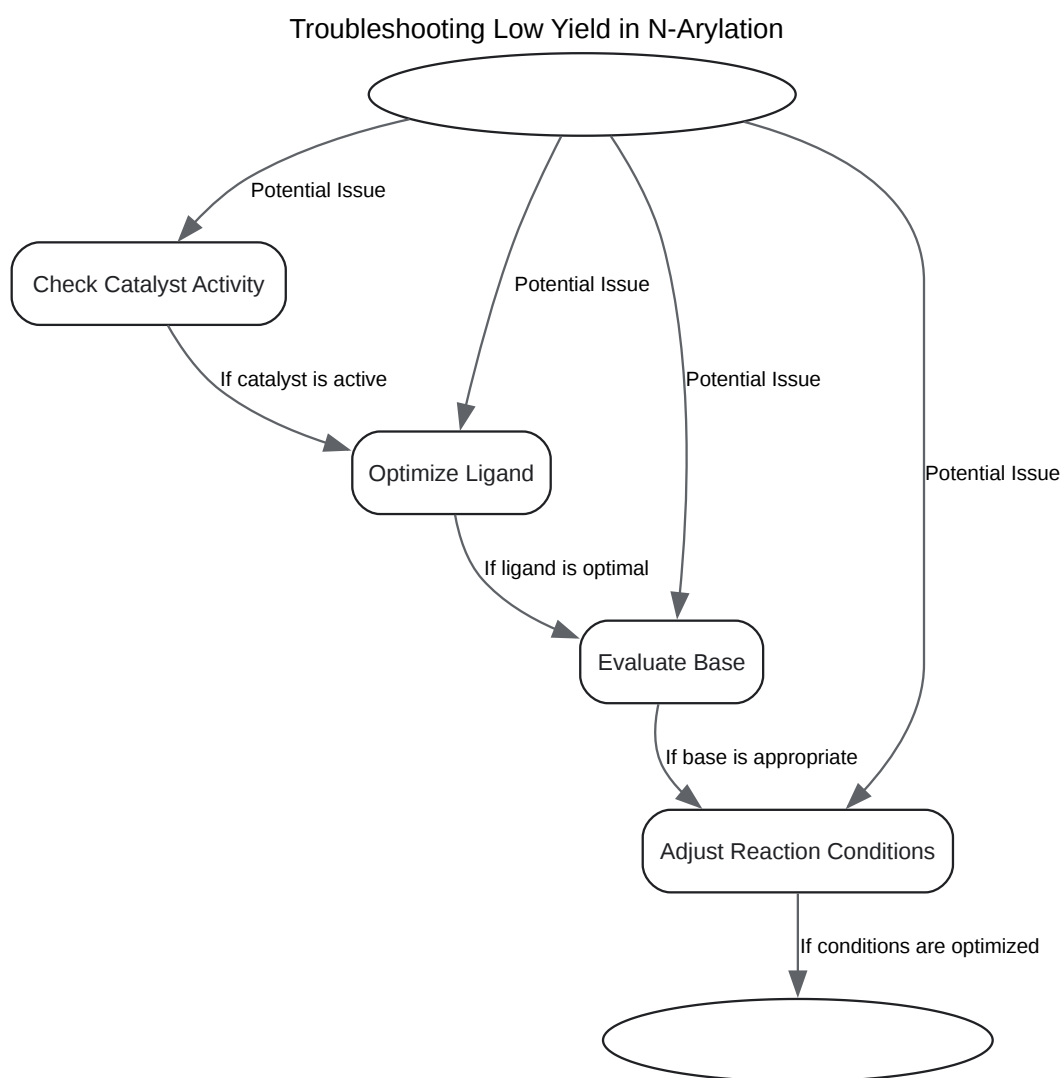 Troubleshooting Low Yield in N-Arylation
Potential Issue
Check Catalyst Activity
Potential Issue
If catalyst is active
Potential Issue
Optimize Ligand
Potential Issue
If ligand is optimal
Evaluate Base
If base is appropriate
Adjust Reaction Conditions
If conditions are optimized